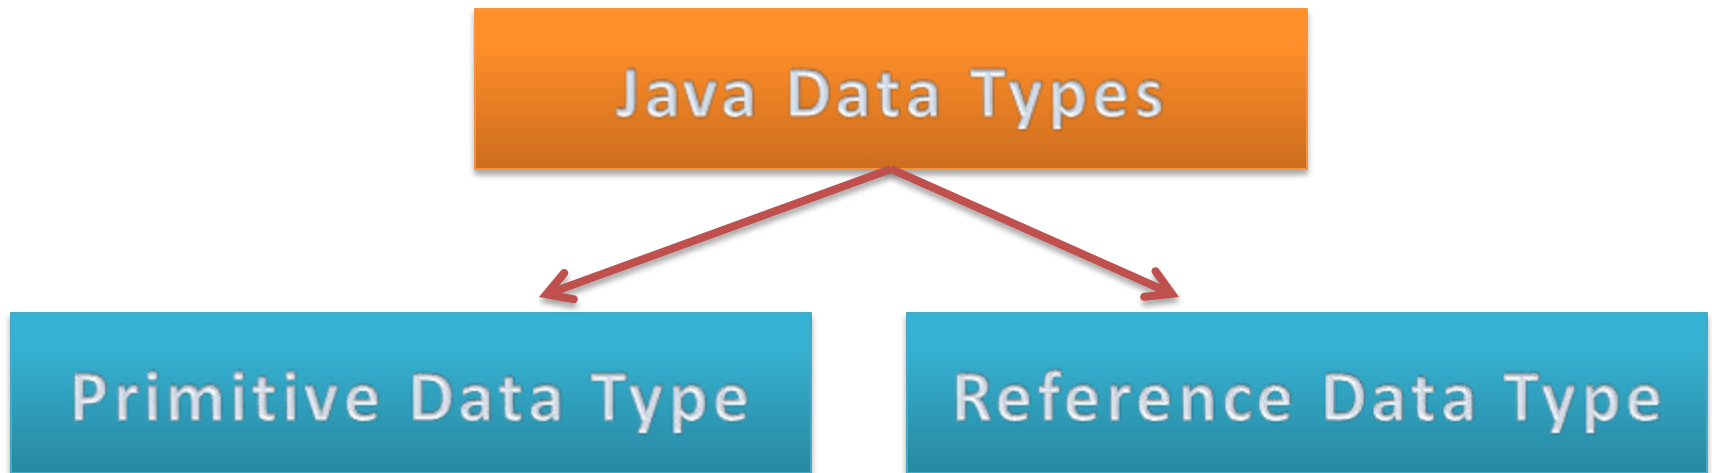 Java Data Types
Primitive Data Type
Reference Data Type